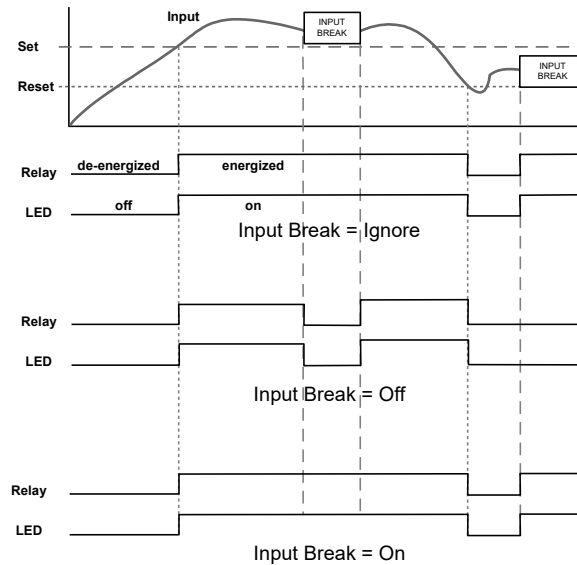 Input
INPUT
BREAK
Set
INPUT
BREAK
Reset
de-energized energized
Relay
off on
LED
Input Break = Ignore
Relay
LED
Input Break = Off
Relay
LED
Input Break = On